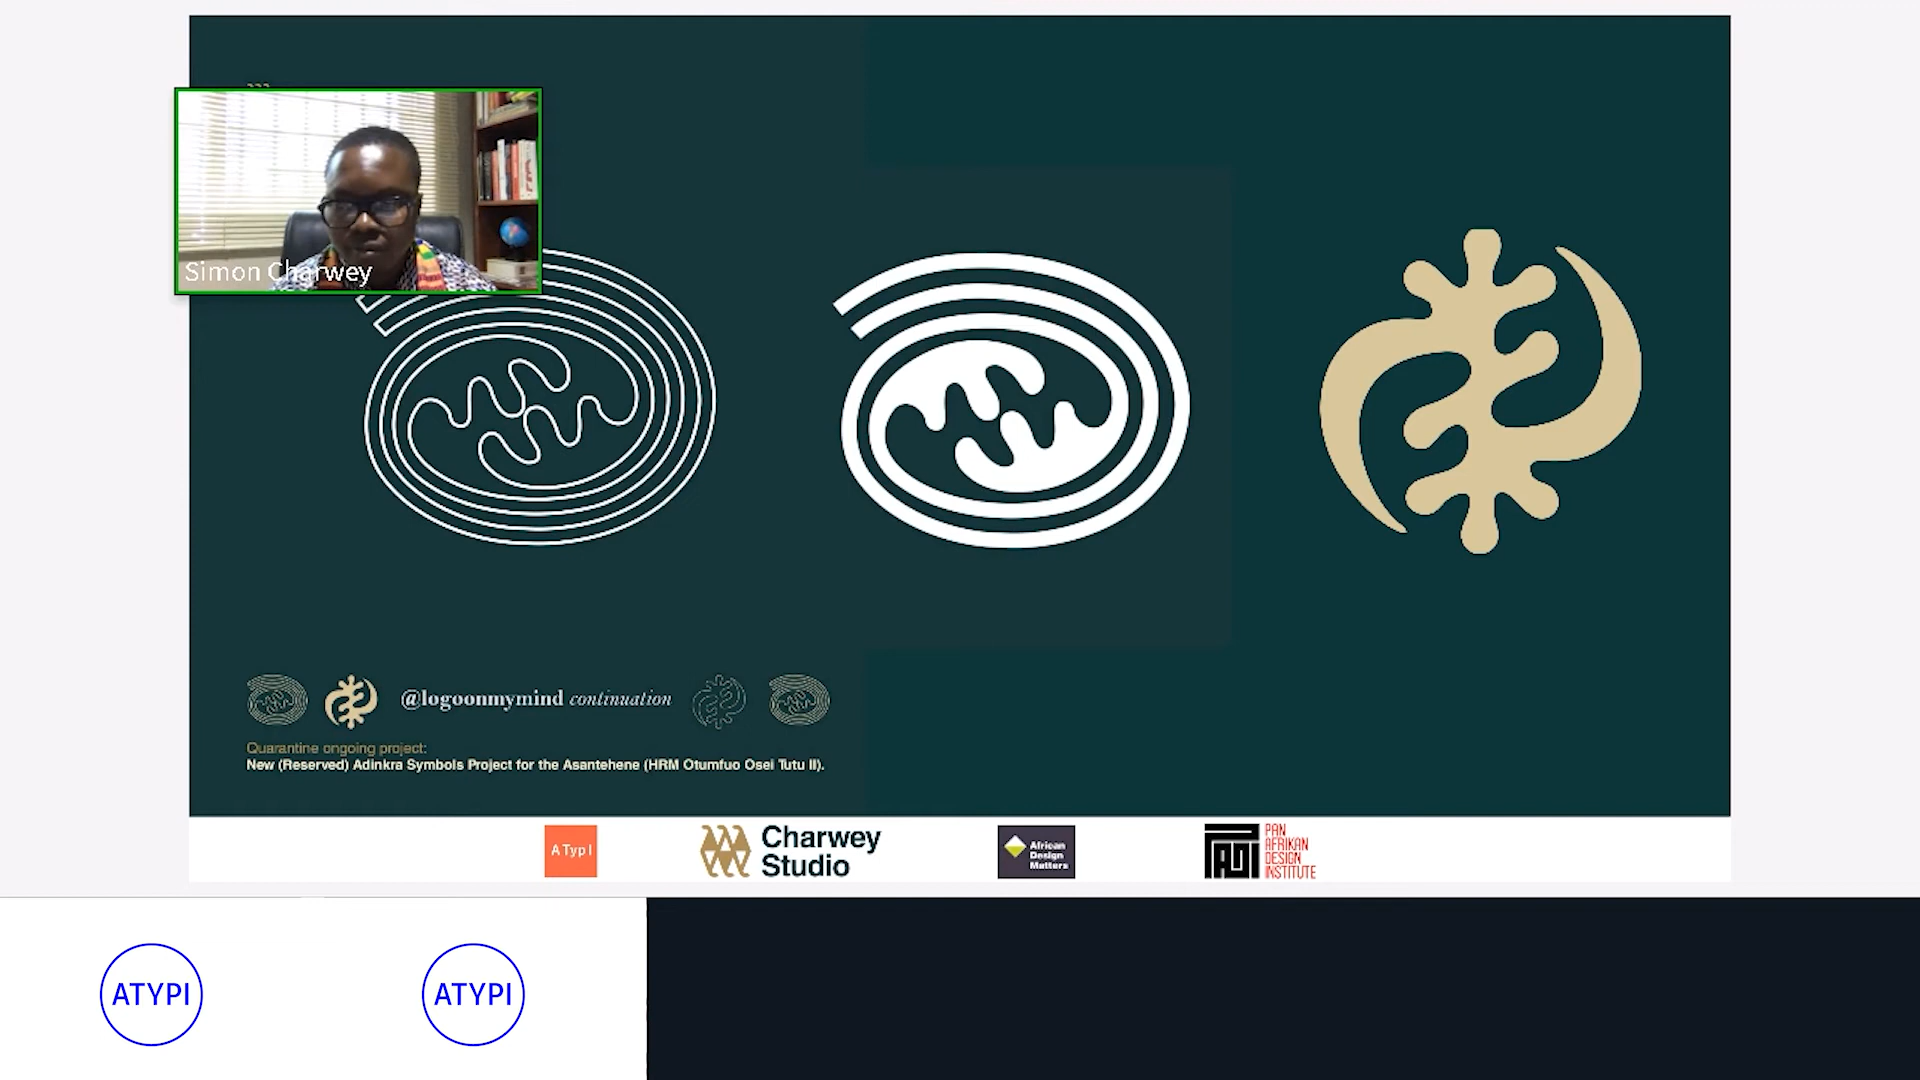 Simon Charwey
@logoonmymind continuation
Quarantine ongoing project:
New (Reserved) Adinkra Symbols Project for the Asantehene (HRM Otumfuo Osei Tutu II).
ATypI
Charwey
Studio
African
Design
Matters
PADI
PAN
AFRIKAN
DESIGN
INSTITUTE
ATYPI
ATYPI